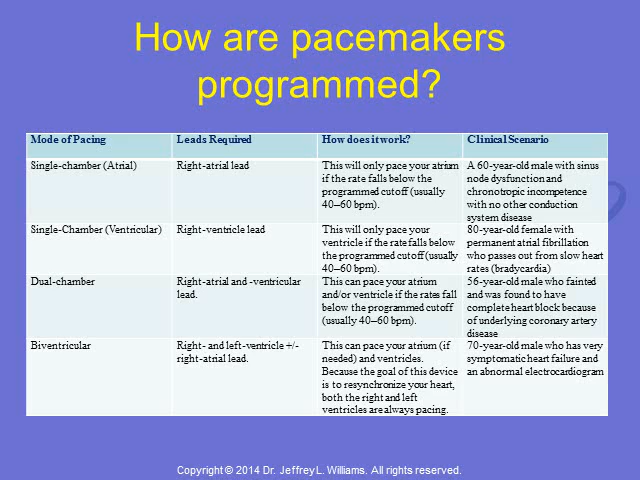 How are pacemakers
programmed?
Mode of Pacing Leads Required How does it work? Clinical Scenario
Single-chamber (Atrial)
Right-atrial lead
This will only pace your atrium
if the rate falls below the
programmed cutoff (usually
40–60 bpm).
A 60-year-old male with sinus
node dysfunction and
chronotropic incompetence
with no other conduction
system disease
Single-Chamber (Ventricular)
Right-ventricle lead
This will only pace your
ventricle if the rate falls below
the programmed cutoff (usually
40–60 bpm).
80-year-old female with
permanent atrial fibrillation
who passes out from slow heart
rates (bradycardia)
Dual-chamber
Right-atrial and -ventricular
lead.
This can pace your atrium
and/or ventricle if the rates fall
below the programmed cutoff
(usually 40–60 bpm).
56-year-old male who fainted
and was found to have
complete heart block because
of underlying coronary artery
disease
Biventricular
Right- and left-ventricle +/-
right-atrial lead.
This can pace your atrium (if
needed) and ventricles.
Because the goal of this device
is to resynchronize your heart,
both the right and left
ventricles are always pacing.
70-year-old male who has very
symptomatic heart failure and
an abnormal electrocardiogram
Copyright © 2014 Dr. Jeffrey L. Williams. All rights reserved.